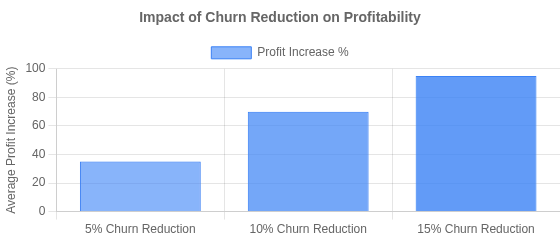 Impact of Churn Reduction on Profitability
Profit Increase %
Average Profit Increase (%)
100
80
60
40
20
0
5% Churn Reduction
10% Churn Reduction
15% Churn Reduction